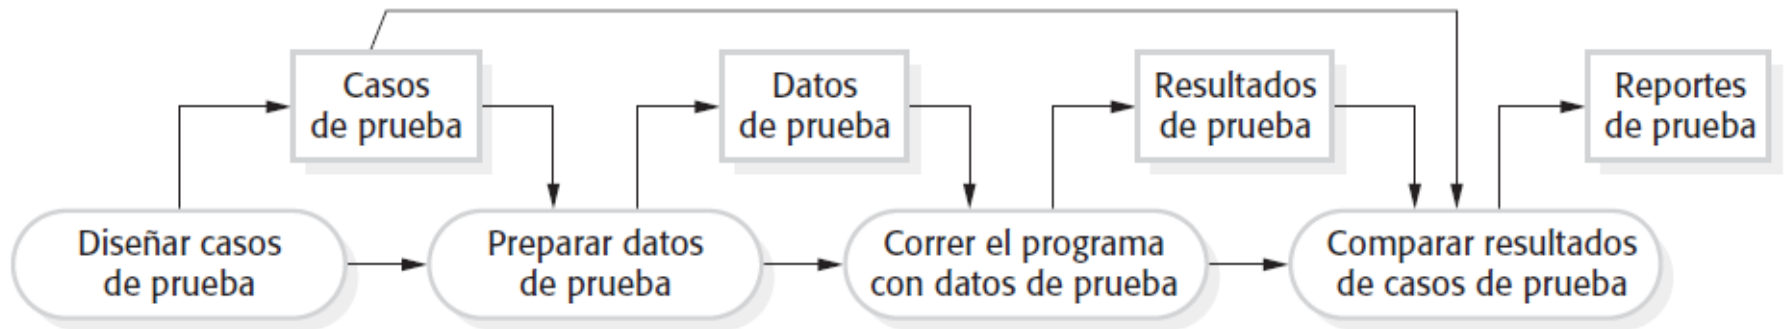 Casos
de prueba
Datos
de prueba
Resultados
de prueba
Reportes
de prueba
Diseñar casos
de prueba
Preparar datos
de prueba
Correr el programa
con datos de prueba
Comparar resultados
de casos de prueba